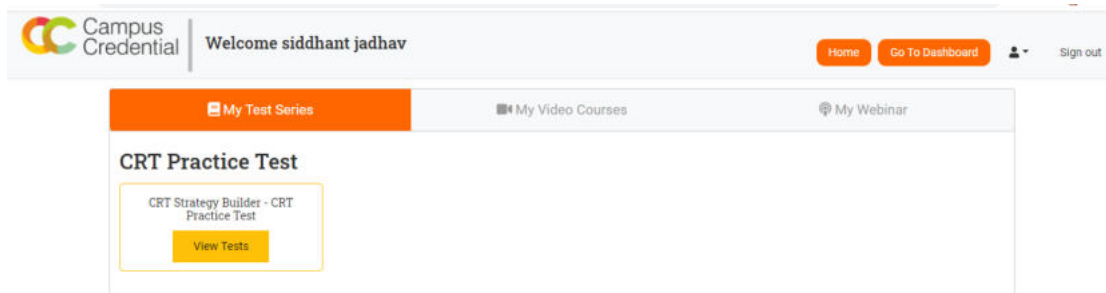 Campus
Credential
Welcome siddhant jadhav
Home
Go To Dashboard
Sign out
My Test Series
My Video Courses
My Webinar
CRT Practice Test
CRT Strategy Builder - CRT
Practice Test
View Tests